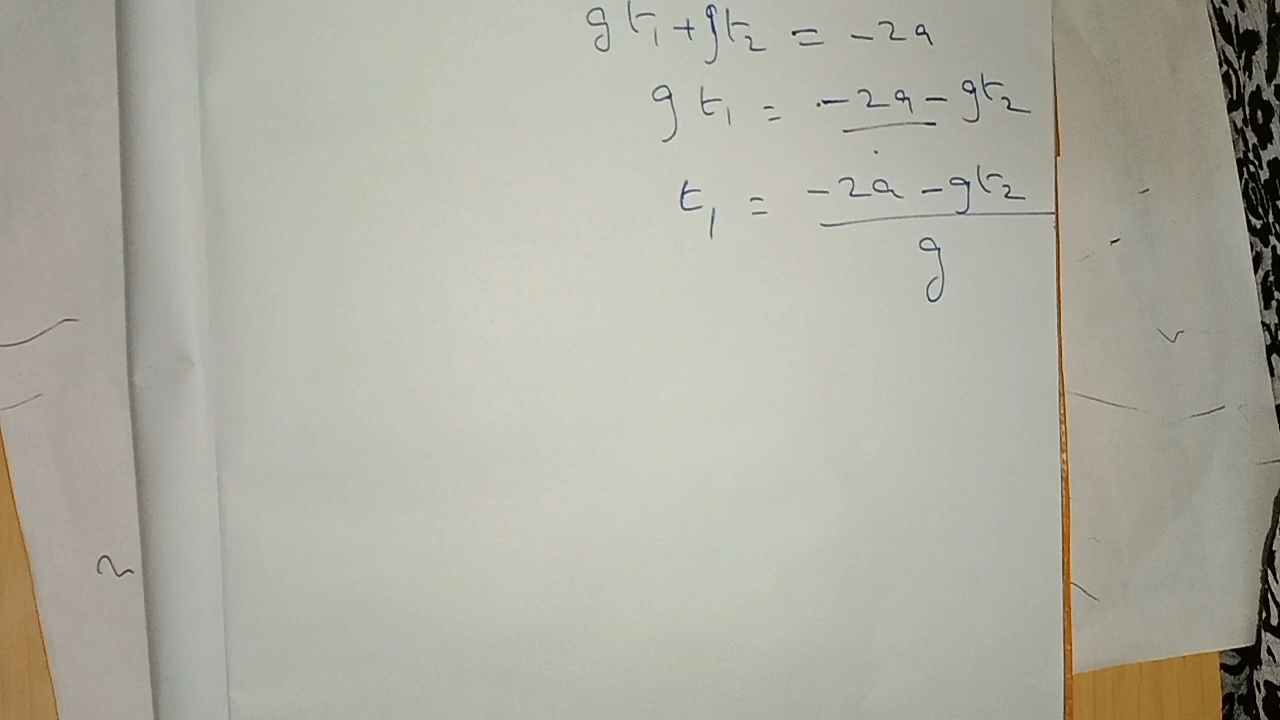 gt₁ + gt₂ = -2a
gt₁ = -2a - gt₂
t₁ = (-2a - gt₂) / g